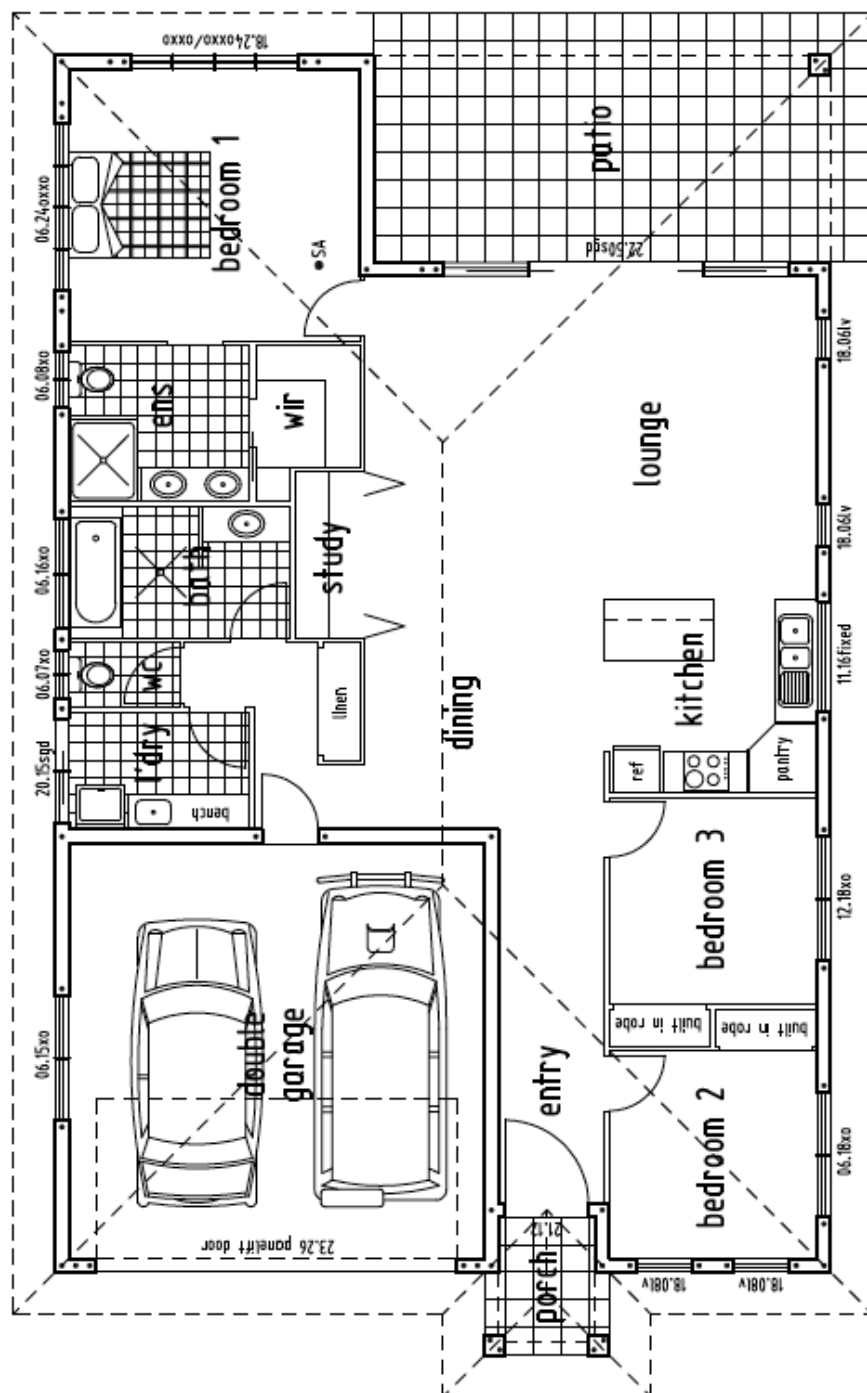 18.24oxxo/oxxo
06.24oxxo
bedroom 1
SA
patio
22.50sgd
06.08xo
ens
wir
06.16xo
bath
study
lounge
18.06lv
18.06lv
06.07xo
wc
linen
dining
kitchen
11.16fixed
20.15sgd
l'dry
bench
ref
pantry
bedroom 3
12.18xo
06.15xo
double
garage
23.26 panelift door
entry
built in robe
built in robe
bedroom 2
06.18xo
21.12
porch
18.08lv
18.08lv